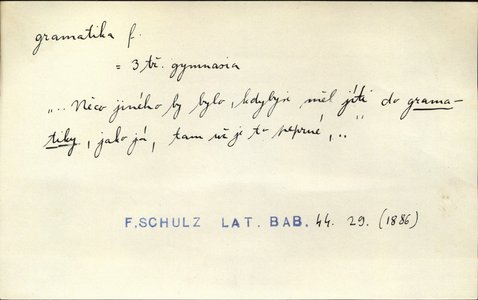 gramatika f.
= 3 tř. gymnasia
„.. Něco jiného by bylo, kdybys měl jíti do grama-
tiky, jako já, tam už je to peprné, .."
F. SCHULZ LAT. BAB. 44. 29. (1886)